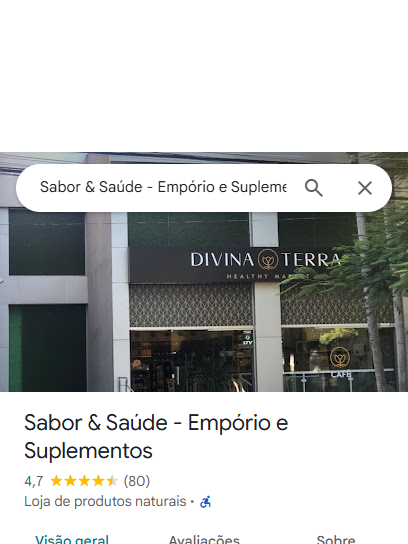 Sabor & Saúde - Empório e Supleme
DIVINA TERRA
HEALTHY MARKET
CAFÉ
Sabor & Saúde - Empório e
Suplementos
4,7 (80)
Loja de produtos naturais ·
Visão geral Avaliações Sobre